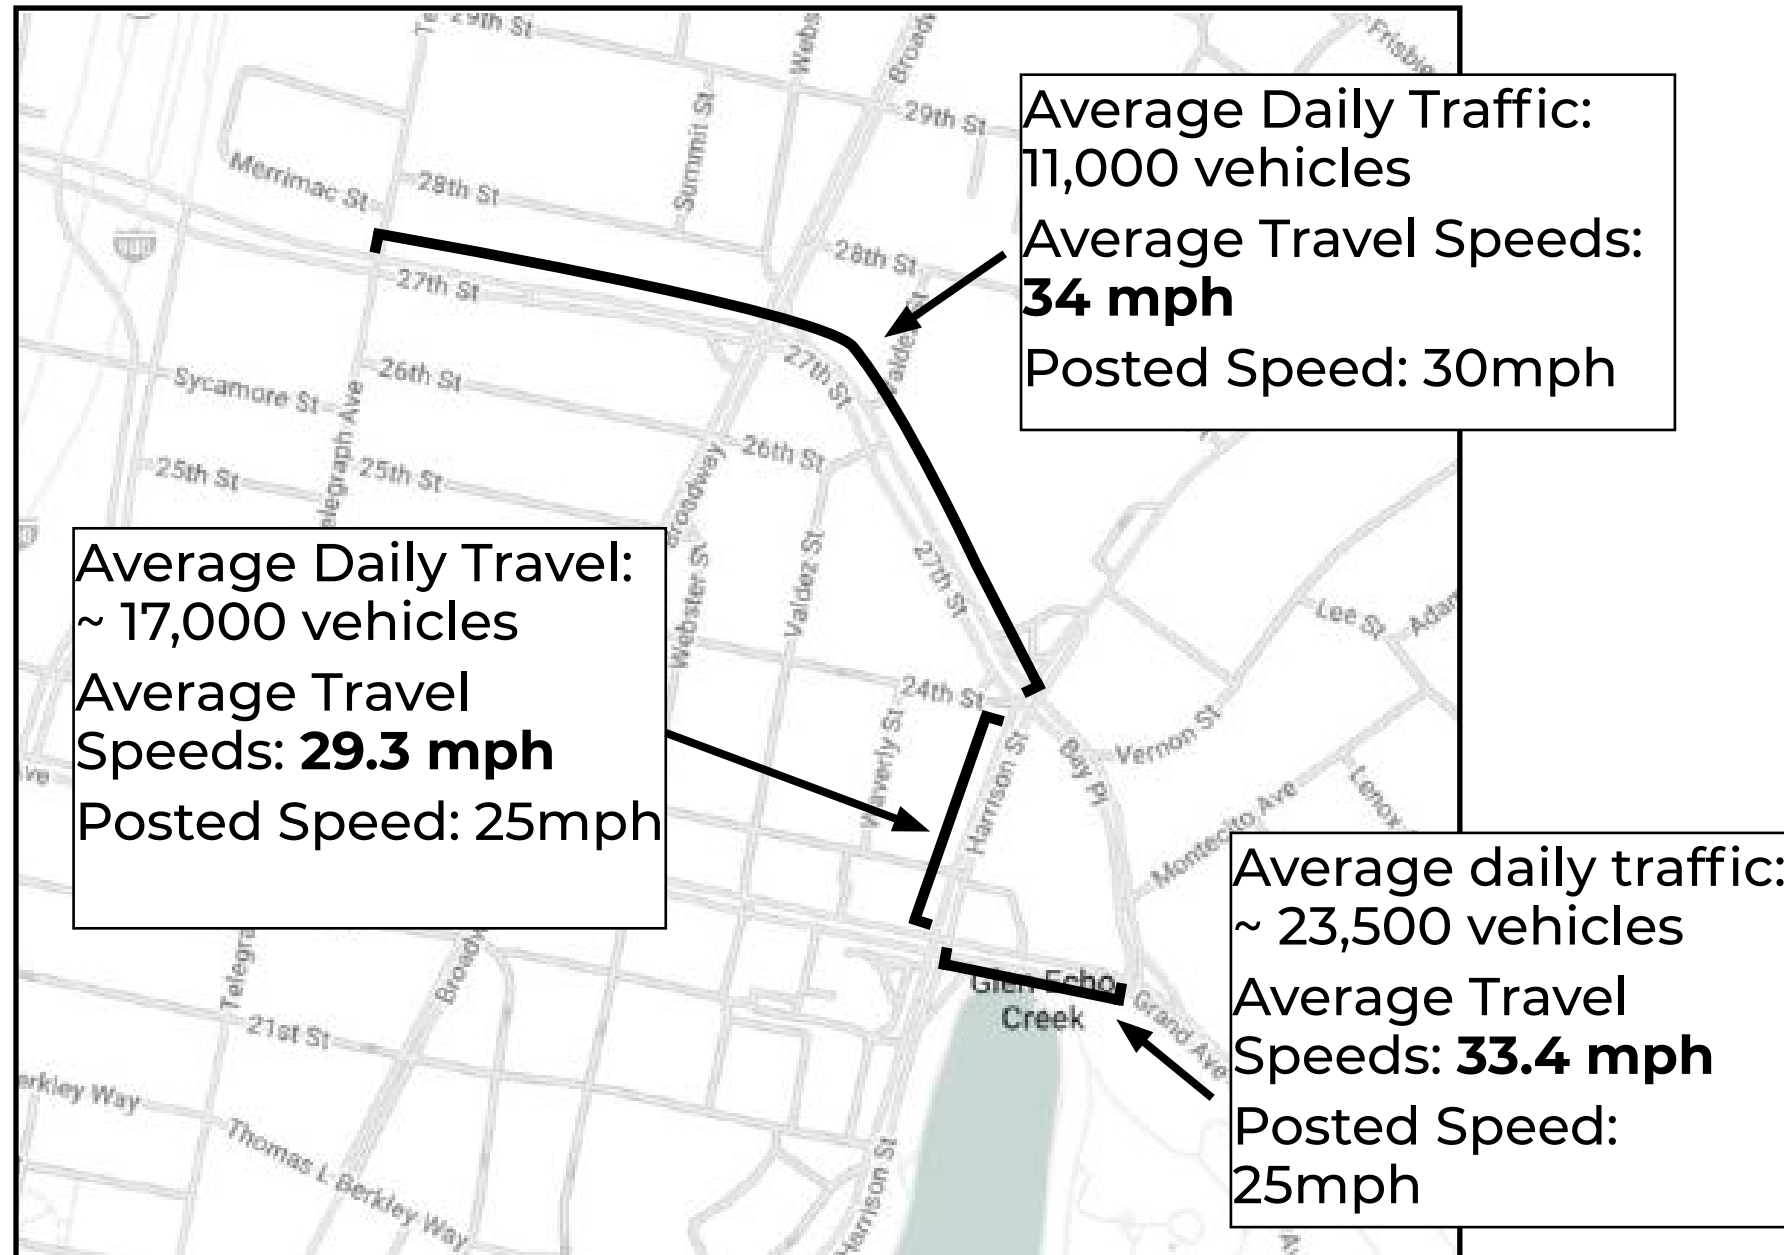 29th St
Summit St
29th St
Average Daily Traffic:
11,000 vehicles
Average Travel Speeds:
34 mph
Posted Speed: 30mph
Merrimac St
28th St
28th St
27th St
27th St
Sycamore St
26th St
26th St
25th St
25th St
27th St
Average Daily Travel:
~ 17,000 vehicles
Average Travel
Speeds: 29.3 mph
Posted Speed: 25mph
Webster St
Valdez St
Lee St
24th St
Vernon St
Bay Pl
Harrison St
Montecito Ave
Average daily traffic:
~ 23,500 vehicles
Average Travel
Speeds: 33.4 mph
Posted Speed:
25mph
Glen Echo
Creek
Grand Ave
21st St
Thomas L Berkley Way
Harrison St